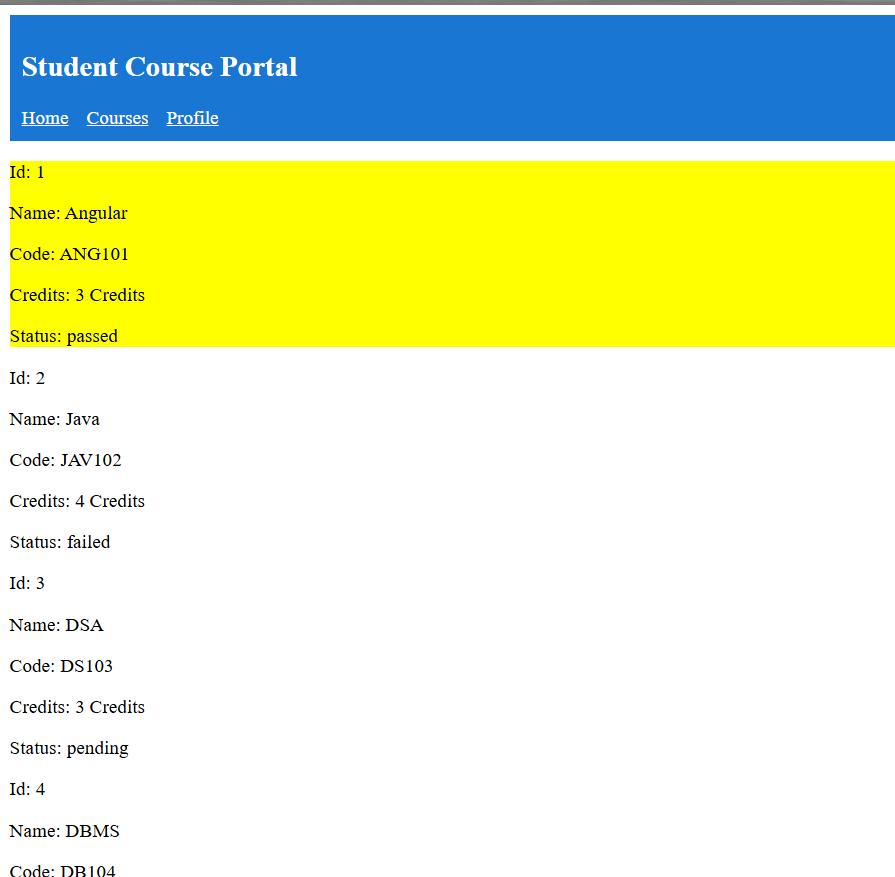 Student Course Portal
Home Courses Profile
Id: 1
Name: Angular
Code: ANG101
Credits: 3 Credits
Status: passed
Id: 2
Name: Java
Code: JAV102
Credits: 4 Credits
Status: failed
Id: 3
Name: DSA
Code: DS103
Credits: 3 Credits
Status: pending
Id: 4
Name: DBMS
Code: DB104